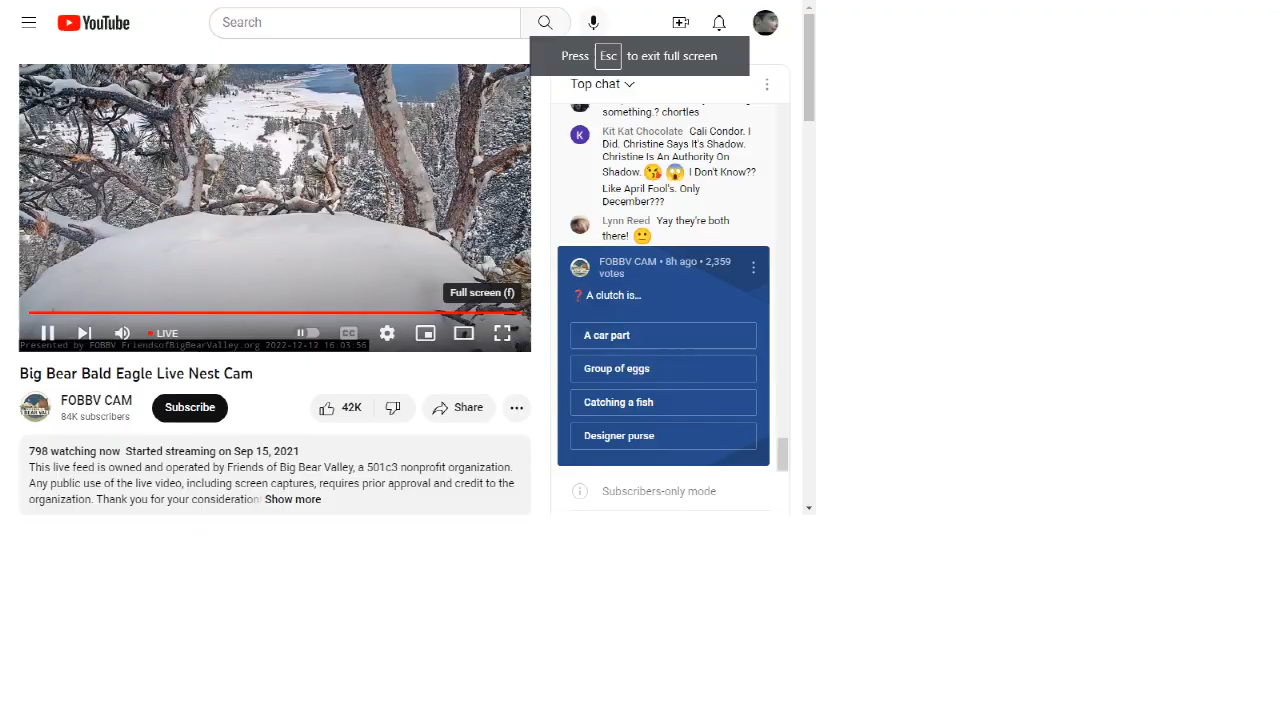 YouTube
Search
Press Esc to exit full screen
Top chat
something.? chortles
K
Kit Kat Chocolate Cali Condor. I
Did. Christine Says It's Shadow.
Christine Is An Authority On
Shadow. 😘 😱 I Don't Know??
Like April Fool's. Only
December???
Lynn Reed Yay they're both
there! 🙂
FOBBV CAM • 8h ago • 2,359
votes
❓A clutch is...
A car part
Group of eggs
Catching a fish
Designer purse
Subscribers-only mode
Full screen (f)
LIVE
CC
Presented by FOBBV FriendsofBigBearValley.org 2022-12-12 16:03:56
Big Bear Bald Eagle Live Nest Cam
FOBBV CAM
84K subscribers
Subscribe
42K
Share
798 watching now Started streaming on Sep 15, 2021
This live feed is owned and operated by Friends of Big Bear Valley, a 501c3 nonprofit organization.
Any public use of the live video, including screen captures, requires prior approval and credit to the
organization. Thank you for your consideration Show more